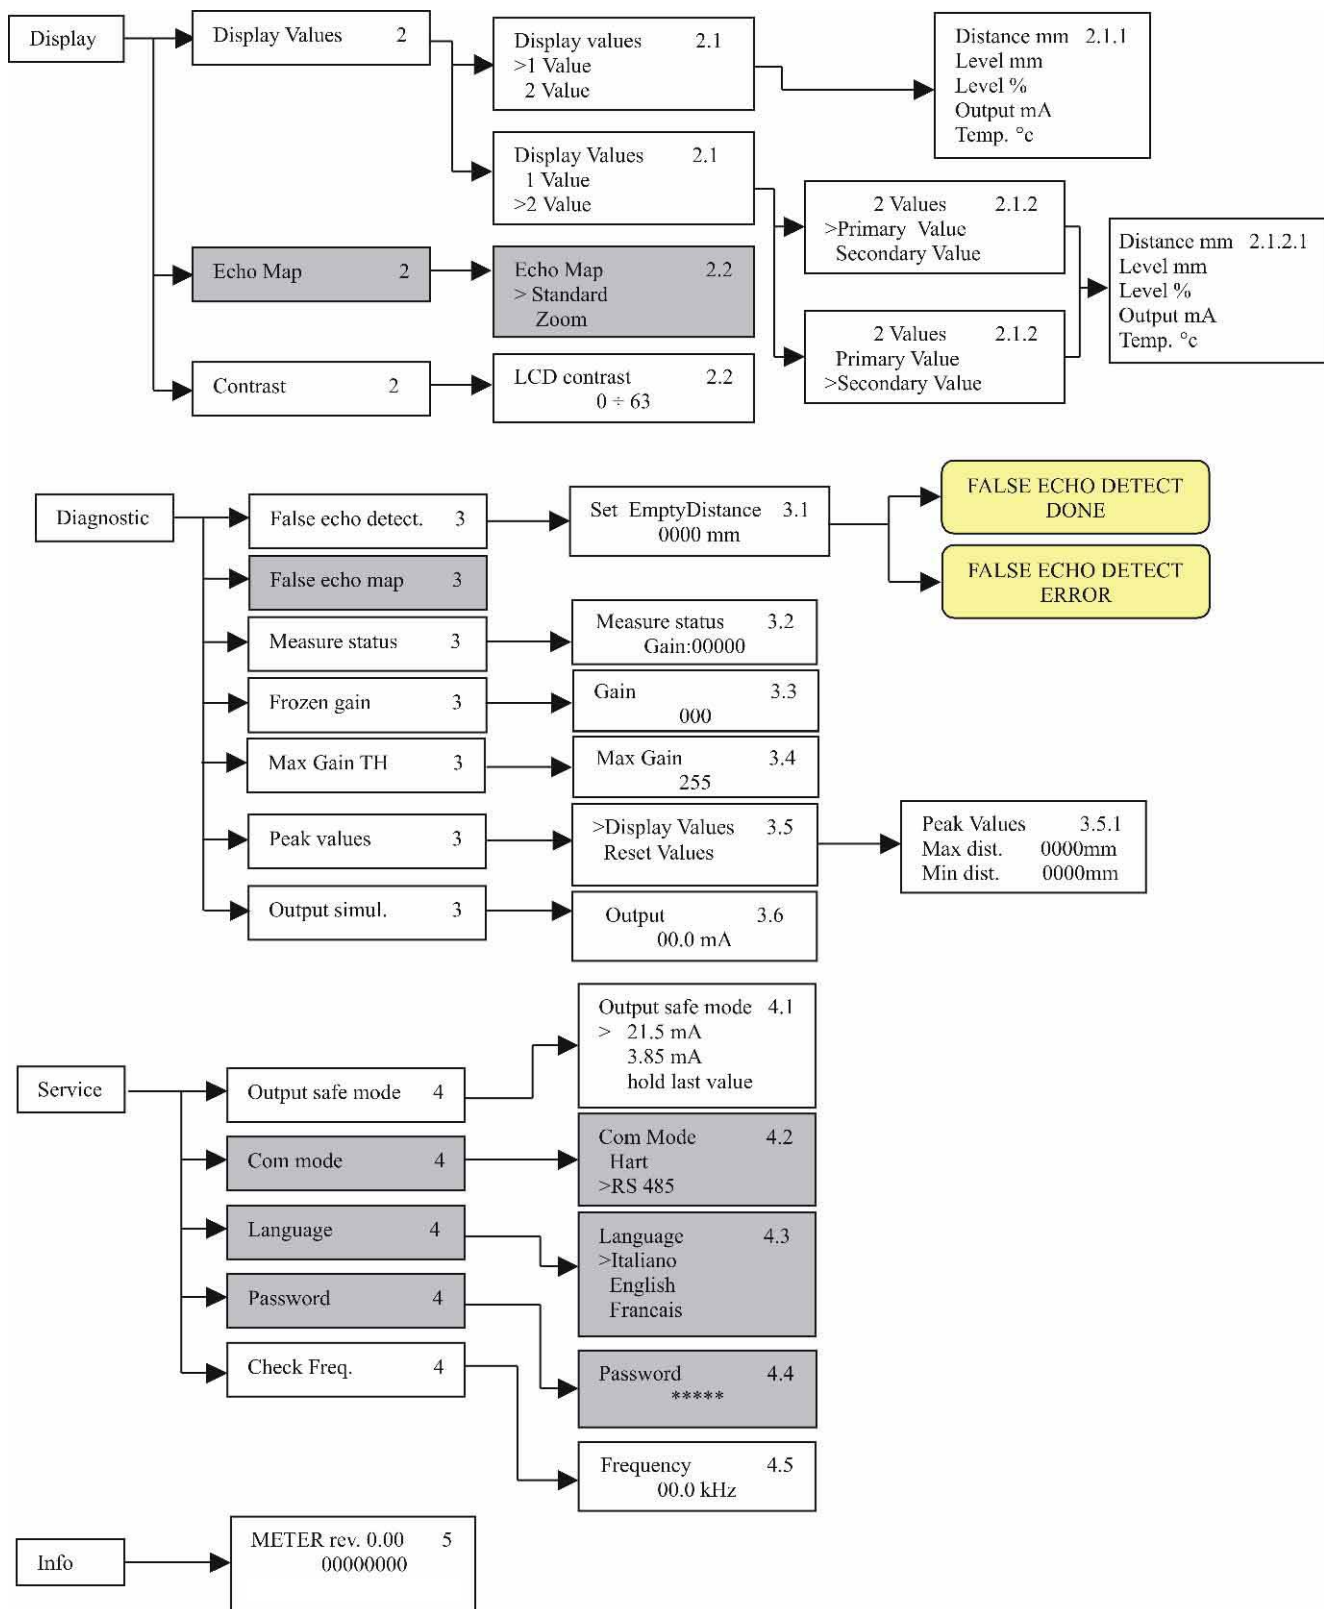 Display
Display Values 2
Display values 2.1
>1 Value
2 Value
Distance mm 2.1.1
Level mm
Level %
Output mA
Temp. °c
Display Values 2.1
1 Value
>2 Value
2 Values 2.1.2
>Primary Value
Secondary Value
Distance mm 2.1.2.1
Level mm
Level %
Output mA
Temp. °c
Echo Map 2
Echo Map 2.2
> Standard
Zoom
2 Values 2.1.2
Primary Value
>Secondary Value
Contrast 2
LCD contrast 2.2
0 ÷ 63
Diagnostic
False echo detect. 3
Set EmptyDistance 3.1
0000 mm
FALSE ECHO DETECT
DONE
FALSE ECHO DETECT
ERROR
False echo map 3
Measure status 3
Measure status 3.2
Gain:00000
Frozen gain 3
Gain 3.3
000
Max Gain TH 3
Max Gain 3.4
255
Peak values 3
>Display Values 3.5
Reset Values
Peak Values 3.5.1
Max dist. 0000mm
Min dist. 0000mm
Output simul. 3
Output 3.6
00.0 mA
Service
Output safe mode 4
Output safe mode 4.1
> 21.5 mA
3.85 mA
hold last value
Com mode 4
Com Mode 4.2
Hart
>RS 485
Language 4
Language 4.3
>Italiano
English
Francais
Password 4
Password 4.4
*****
Check Freq. 4
Frequency 4.5
00.0 kHz
Info
METER rev. 0.00 5
00000000